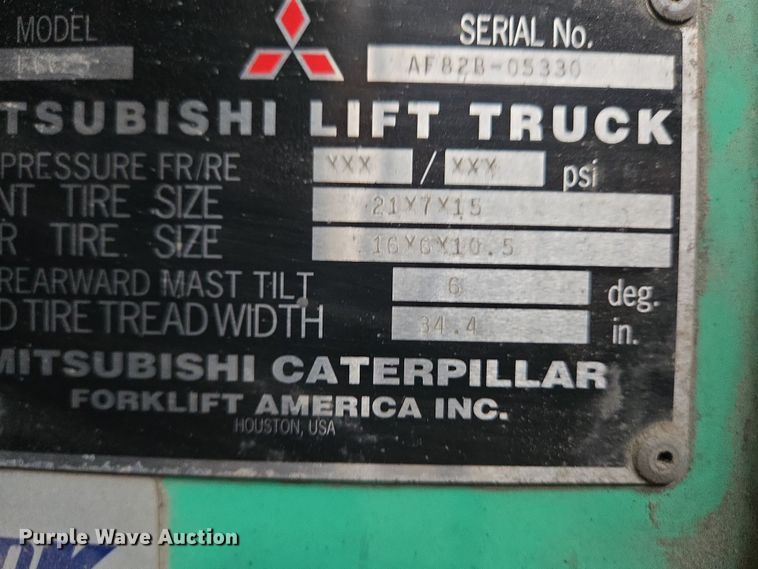 MODEL
SERIAL No.
AF82B-05330
TSUBISHI LIFT TRUCK
PRESSURE FR/RE XXX / XXX psi
NT TIRE SIZE 21X7X15
R TIRE SIZE 16X6X10.5
REARWARD MAST TILT 6 deg.
D TIRE TREAD WIDTH 34.4 in.
MITSUBISHI CATERPILLAR
FORKLIFT AMERICA INC.
HOUSTON, USA
Purple Wave Auction